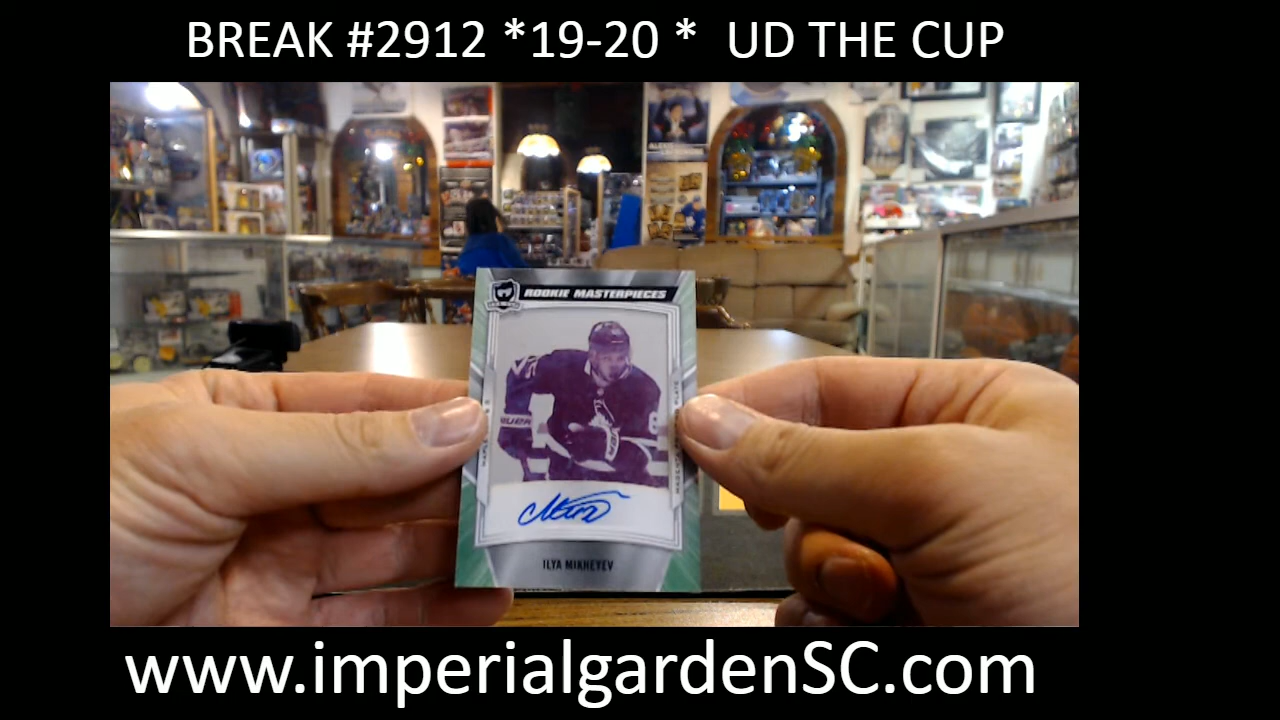 BREAK #2912 *19-20 * UD THE CUP
ROOKIE MASTERPIECES
ILYA MIKHEYEV
www.imperialgardenSC.com